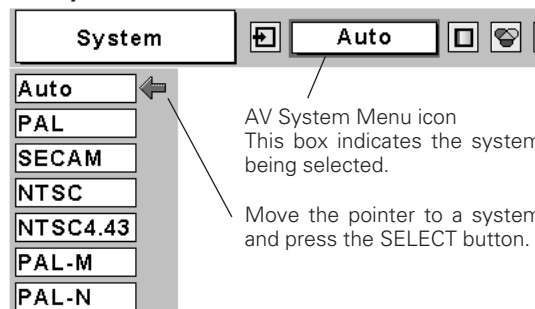 System
Auto
Auto
PAL
SECAM
NTSC
NTSC4.43
PAL-M
PAL-N
AV System Menu icon
This box indicates the system
being selected.
Move the pointer to a system
and press the SELECT button.